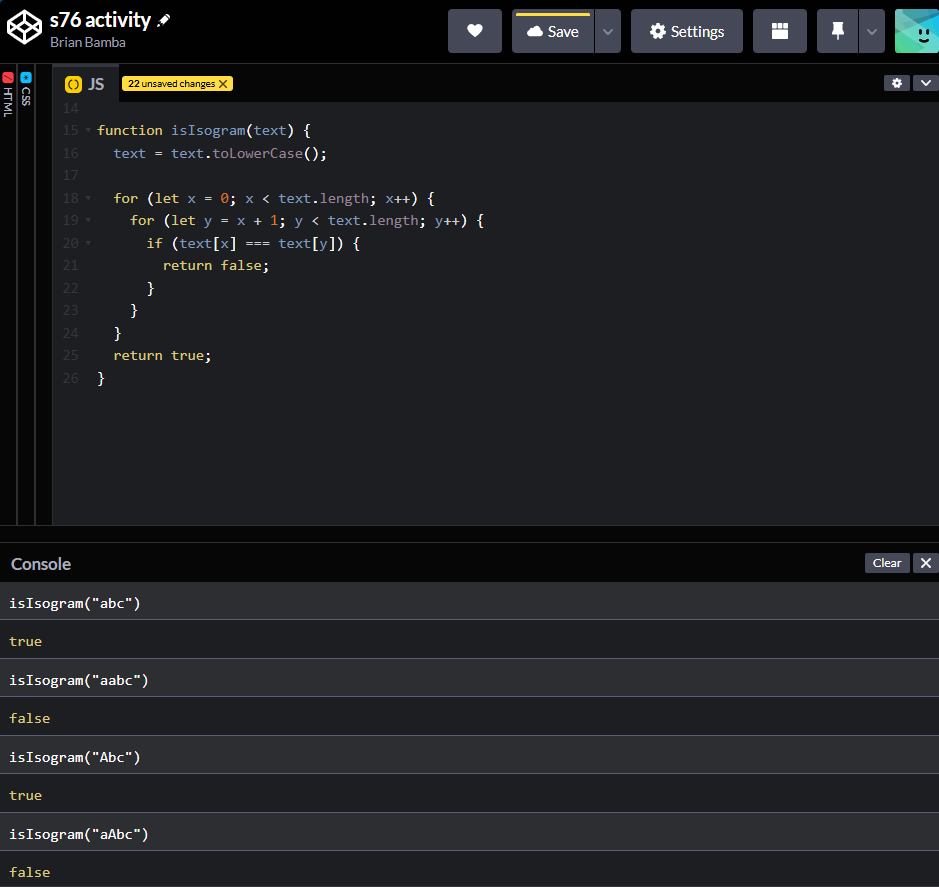 s76 activity
Brian Bamba
Save
Settings
HTML
CSS
JS
22 unsaved changes
14
15 function isIsogram(text) {
16   text = text.toLowerCase();
17
18   for (let x = 0; x < text.length; x++) {
19     for (let y = x + 1; y < text.length; y++) {
20       if (text[x] === text[y]) {
21         return false;
22       }
23     }
24   }
25   return true;
26 }
Console
Clear
isIsogram("abc")
true
isIsogram("aabc")
false
isIsogram("Abc")
true
isIsogram("aAbc")
false